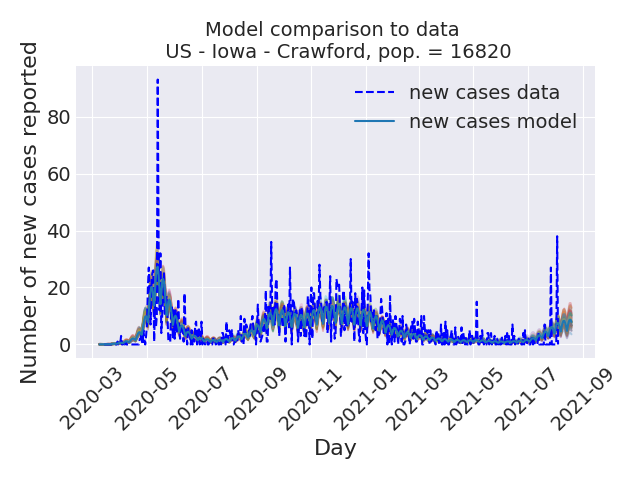 Model comparison to data
US - Iowa - Crawford, pop. = 16820
new cases data
new cases model
Number of new cases reported
80
60
40
20
0
2020-03
2020-05
2020-07
2020-09
2020-11
2021-01
2021-03
2021-05
2021-07
2021-09
Day